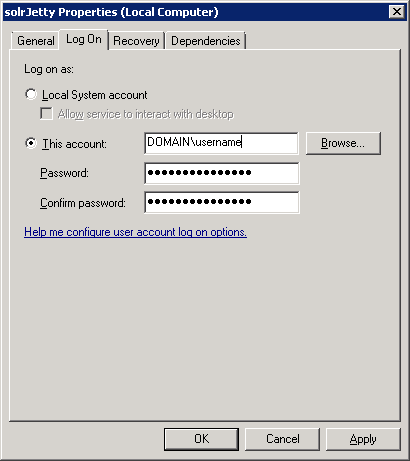 solrJetty Properties (Local Computer)
General Log On Recovery Dependencies
Log on as:
Local System account
Allow service to interact with desktop
This account: DOMAIN\username Browse...
Password: ●●●●●●●●●●●●●●●
Confirm password: ●●●●●●●●●●●●●●●
Help me configure user account log on options.
OK Cancel Apply